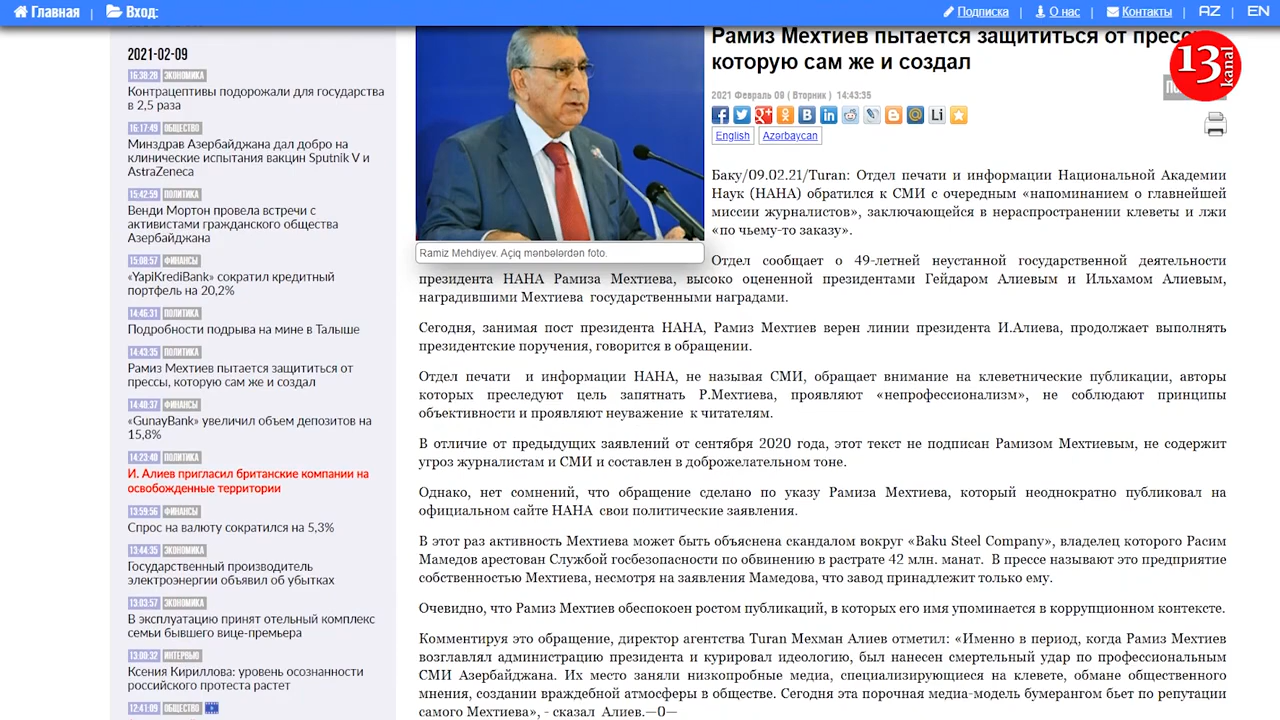 Главная | Вход:
Подписка | О нас | Контакты | AZ | EN
2021-02-09
16:38:28 ЭКОНОМИКА
Контрацептивы подорожали для государства
в 2,5 раза
16:17:49 ОБЩЕСТВО
Минздрав Азербайджана дал добро на
клинические испытания вакцин Sputnik V и
AstraZeneca
15:42:59 ПОЛИТИКА
Венди Мортон провела встречи с
активистами гражданского общества
Азербайджана
15:08:57 ФИНАНСЫ
«YapiKrediBank» сократил кредитный
портфель на 20,2%
14:46:31 ПОЛИТИКА
Подробности подрыва на мине в Талыше
14:43:35 ПОЛИТИКА
Рамиз Мехтиев пытается защититься от
прессы, которую сам же и создал
14:40:37 ФИНАНСЫ
«GunayBank» увеличил объем депозитов на
15,8%
14:23:40 ПОЛИТИКА
И. Алиев пригласил британские компании на
освобожденные территории
13:59:56 ФИНАНСЫ
Спрос на валюту сократился на 5,3%
13:44:35 ЭКОНОМИКА
Государственный производитель
электроэнергии объявил об убытках
13:03:57 ЭКОНОМИКА
В эксплуатацию принят отельный комплекс
семьи бывшего вице-премьера
13:00:32 ИНТЕРВЬЮ
Ксения Кириллова: уровень осознанности
российского протеста растет
12:41:09 ОБЩЕСТВО
Ramiz Mehdiyev. Açiq mənbələrdən foto.
Рамиз Мехтиев пытается защититься от
которую сам же и создал
13 kanal
2021 Февраль 09 ( Вторник ) 14:43:35
English Azərbaycan
Баку/09.02.21/Turan: Отдел печати и информации Национальной Академии
Наук (НАНА) обратился к СМИ с очередным «напоминанием о главнейшей
миссии журналистов», заключающейся в нераспространении клеветы и лжи
«по чьему-то заказу».
Отдел сообщает о 49-летней неустанной государственной деятельности
президента НАНА Рамиза Мехтиева, высоко оцененной президентами Гейдаром Алиевым и Ильхамом Алиевым,
наградившими Мехтиева государственными наградами.
Сегодня, занимая пост президента НАНА, Рамиз Мехтиев верен линии президента И.Алиева, продолжает выполнять
президентские поручения, говорится в обращении.
Отдел печати и информации НАНА, не называя СМИ, обращает внимание на клеветнические публикации, авторы
которых преследуют цель запятнать Р.Мехтиева, проявляют «непрофессионализм», не соблюдают принципы
объективности и проявляют неуважение к читателям.
В отличие от предыдущих заявлений от сентября 2020 года, этот текст не подписан Рамизом Мехтиевым, не содержит
угроз журналистам и СМИ и составлен в доброжелательном тоне.
Однако, нет сомнений, что обращение сделано по указу Рамиза Мехтиева, который неоднократно публиковал на
официальном сайте НАНА свои политические заявления.
В этот раз активность Мехтиева может быть объяснена скандалом вокруг «Baku Steel Company», владелец которого Расим
Мамедов арестован Службой госбезопасности по обвинению в растрате 42 млн. манат. В прессе называют это предприятие
собственностью Мехтиева, несмотря на заявления Мамедова, что завод принадлежит только ему.
Очевидно, что Рамиз Мехтиев обеспокоен ростом публикаций, в которых его имя упоминается в коррупционном контексте.
Комментируя это обращение, директор агентства Turan Мехман Алиев отметил: «Именно в период, когда Рамиз Мехтиев
возглавлял администрацию президента и курировал идеологию, был нанесен смертельный удар по профессиональным
СМИ Азербайджана. Их место заняли низкопробные медиа, специализирующиеся на клевете, обмане общественного
мнения, создании враждебной атмосферы в обществе. Сегодня эта порочная медиа-модель бумерангом бьет по репутации
самого Мехтиева», - сказал Алиев.—0—